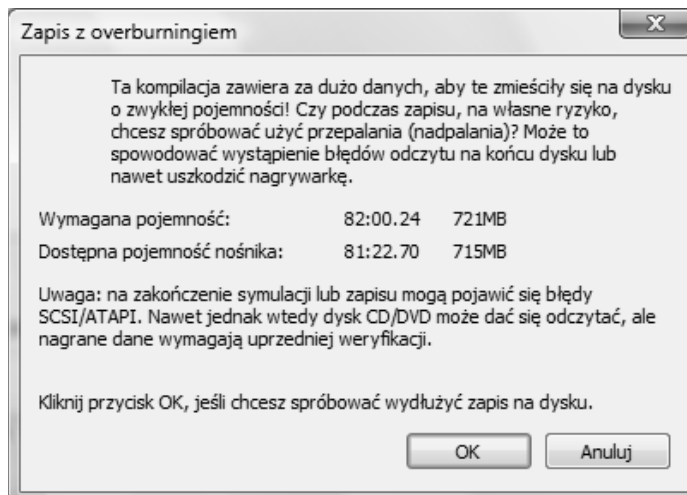 Zapis z overburningiem
Ta kompilacja zawiera za dużo danych, aby te zmieściły się na dysku
o zwykłej pojemności! Czy podczas zapisu, na własne ryzyko,
chcesz spróbować użyć przepalania (nadpalania)? Może to
spowodować wystąpienie błędów odczytu na końcu dysku lub
nawet uszkodzić nagrywarkę.
Wymagana pojemność: 82:00.24 721MB
Dostępna pojemność nośnika: 81:22.70 715MB
Uwaga: na zakończenie symulacji lub zapisu mogą pojawić się błędy
SCSI/ATAPI. Nawet jednak wtedy dysk CD/DVD może dać się odczytać, ale
nagrane dane wymagają uprzedniej weryfikacji.
Kliknij przycisk OK, jeśli chcesz spróbować wydłużyć zapis na dysku.
OK Anuluj